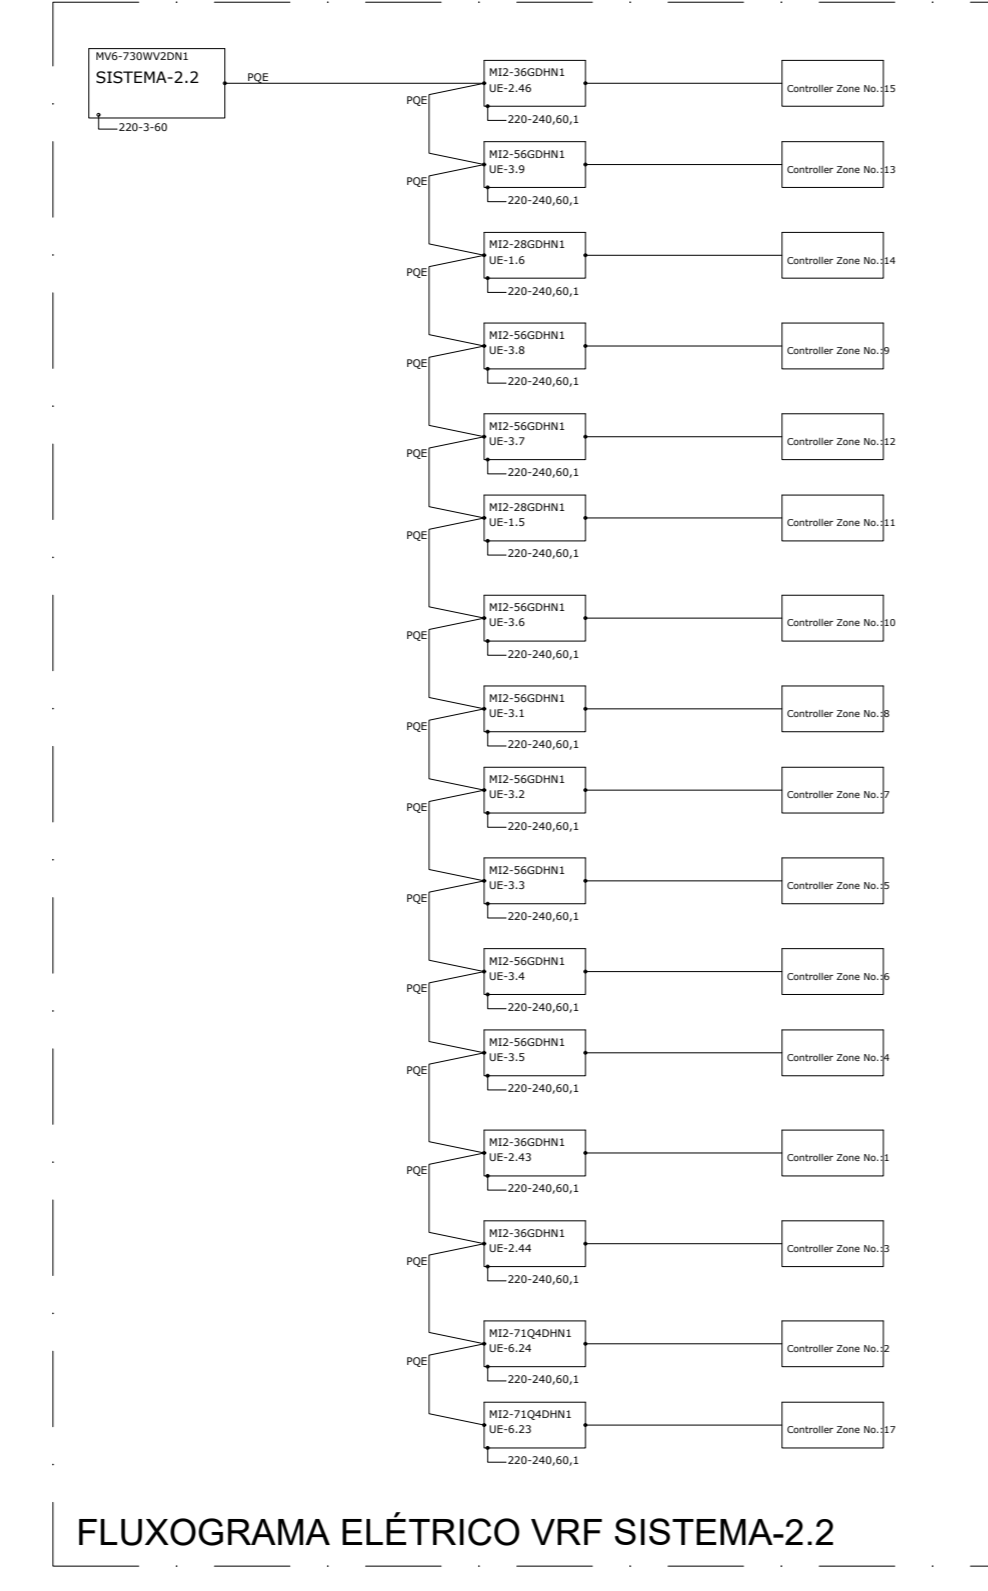 MV6-730WV2DN1
SISTEMA-2.2
220-3-60
PQE
MI2-36GDHN1
UE-2.46
220-240,60,1
Controller Zone No.:15
PQE
MI2-56GDHN1
UE-3.9
220-240,60,1
Controller Zone No.:13
PQE
MI2-28GDHN1
UE-1.6
220-240,60,1
Controller Zone No.:14
PQE
MI2-56GDHN1
UE-3.8
220-240,60,1
Controller Zone No.:9
PQE
MI2-56GDHN1
UE-3.7
220-240,60,1
Controller Zone No.:12
PQE
MI2-28GDHN1
UE-1.5
220-240,60,1
Controller Zone No.:11
PQE
MI2-56GDHN1
UE-3.6
220-240,60,1
Controller Zone No.:10
PQE
MI2-56GDHN1
UE-3.1
220-240,60,1
Controller Zone No.:8
PQE
MI2-56GDHN1
UE-3.2
220-240,60,1
Controller Zone No.:7
PQE
MI2-56GDHN1
UE-3.3
220-240,60,1
Controller Zone No.:5
PQE
MI2-56GDHN1
UE-3.4
220-240,60,1
Controller Zone No.:6
PQE
MI2-56GDHN1
UE-3.5
220-240,60,1
Controller Zone No.:4
PQE
MI2-36GDHN1
UE-2.43
220-240,60,1
Controller Zone No.:1
PQE
MI2-36GDHN1
UE-2.44
220-240,60,1
Controller Zone No.:3
PQE
MI2-71Q4DHN1
UE-6.24
220-240,60,1
Controller Zone No.:2
PQE
MI2-71Q4DHN1
UE-6.23
220-240,60,1
Controller Zone No.:17
FLUXOGRAMA ELÉTRICO VRF SISTEMA-2.2